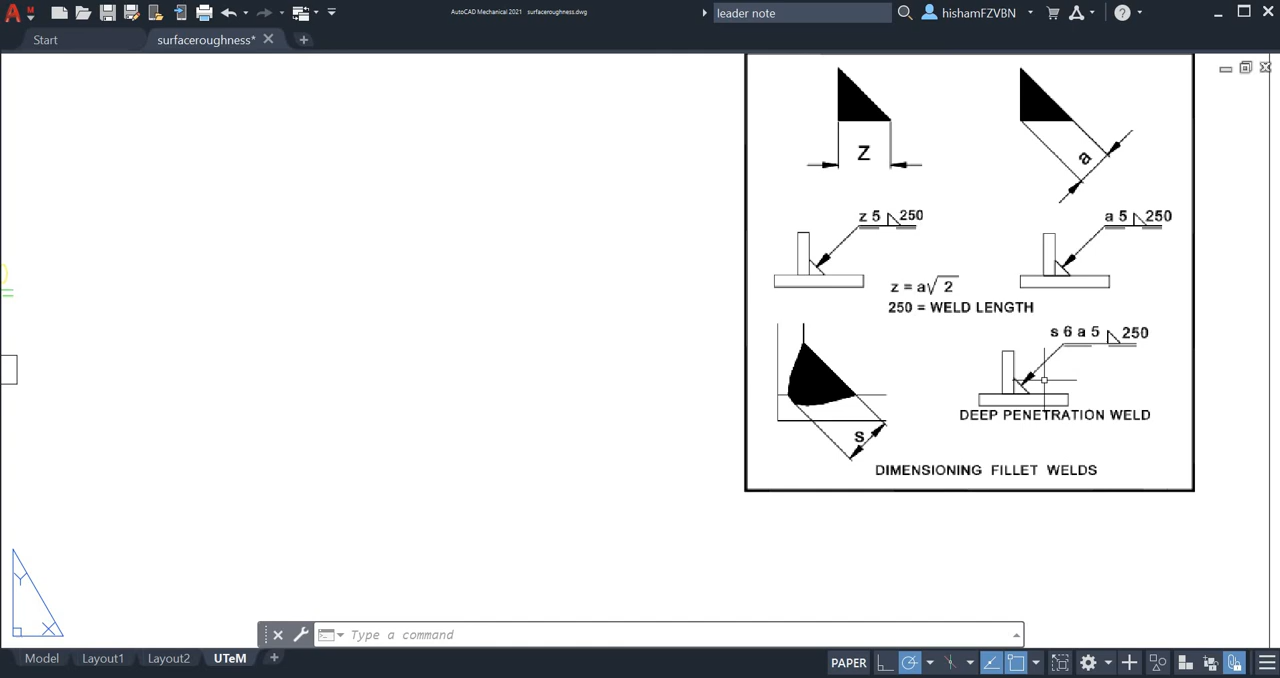 AutoCAD Mechanical 2021 surfaceroughness.dwg
leader note
hishamFZVBN
Start
surfaceroughness*
z
a
z 5 250
a 5 250
z = a√2
250 = WELD LENGTH
s 6 a 5 250
s
DEEP PENETRATION WELD
DIMENSIONING FILLET WELDS
Y
X
Type a command
Model
Layout1
Layout2
UTeM
PAPER